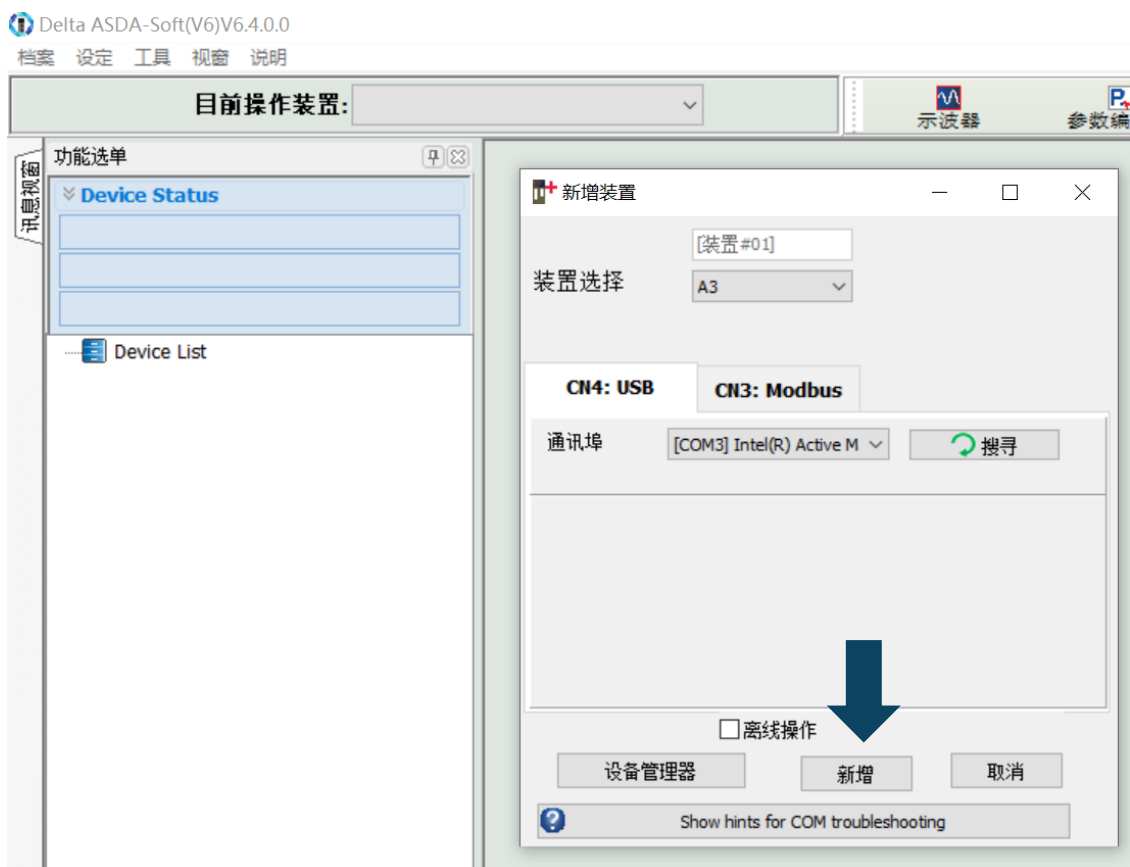 Delta ASDA-Soft(V6)V6.4.0.0
档案 设定 工具 视窗 说明
目前操作装置:
示波器
参数编
讯息视窗
功能选单
Device Status
Device List
新增装置
[装置#01]
装置选择
A3
CN4: USB
CN3: Modbus
通讯埠
[COM3] Intel(R) Active M
搜寻
离线操作
设备管理器
新增
取消
Show hints for COM troubleshooting